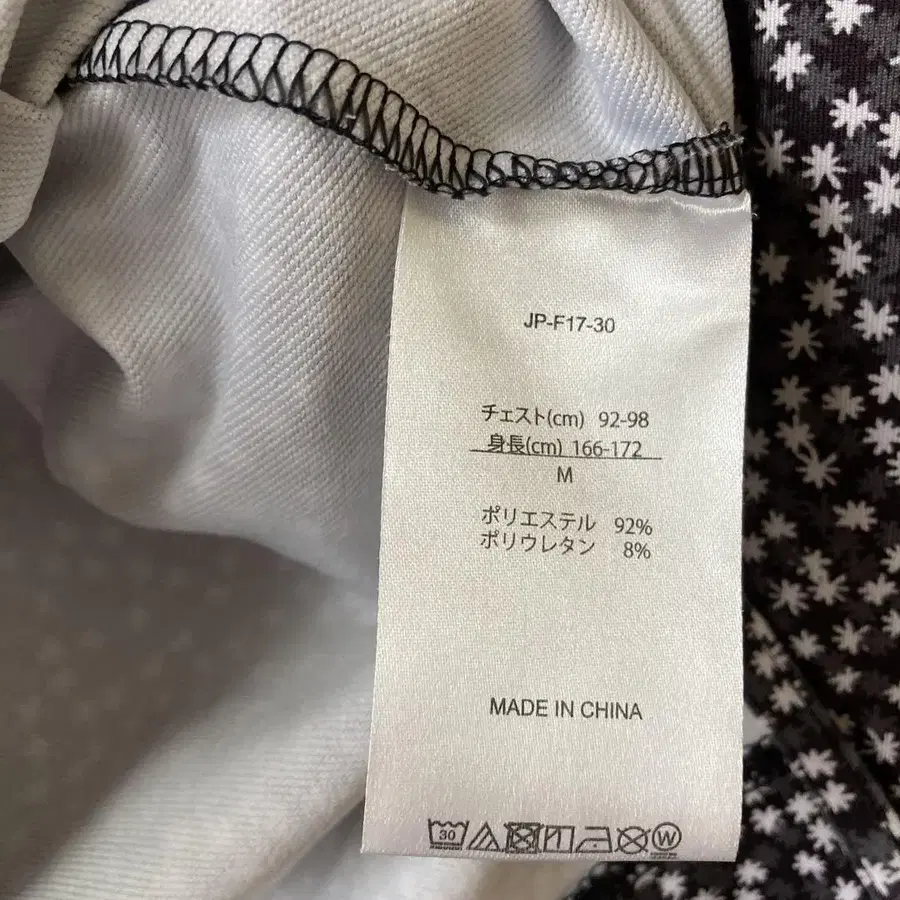 JP-F17-30
チェスト(cm) 92-98
身長(cm) 166-172
M
ポリエステル 92%
ポリウレタン 8%
MADE IN CHINA
30 W